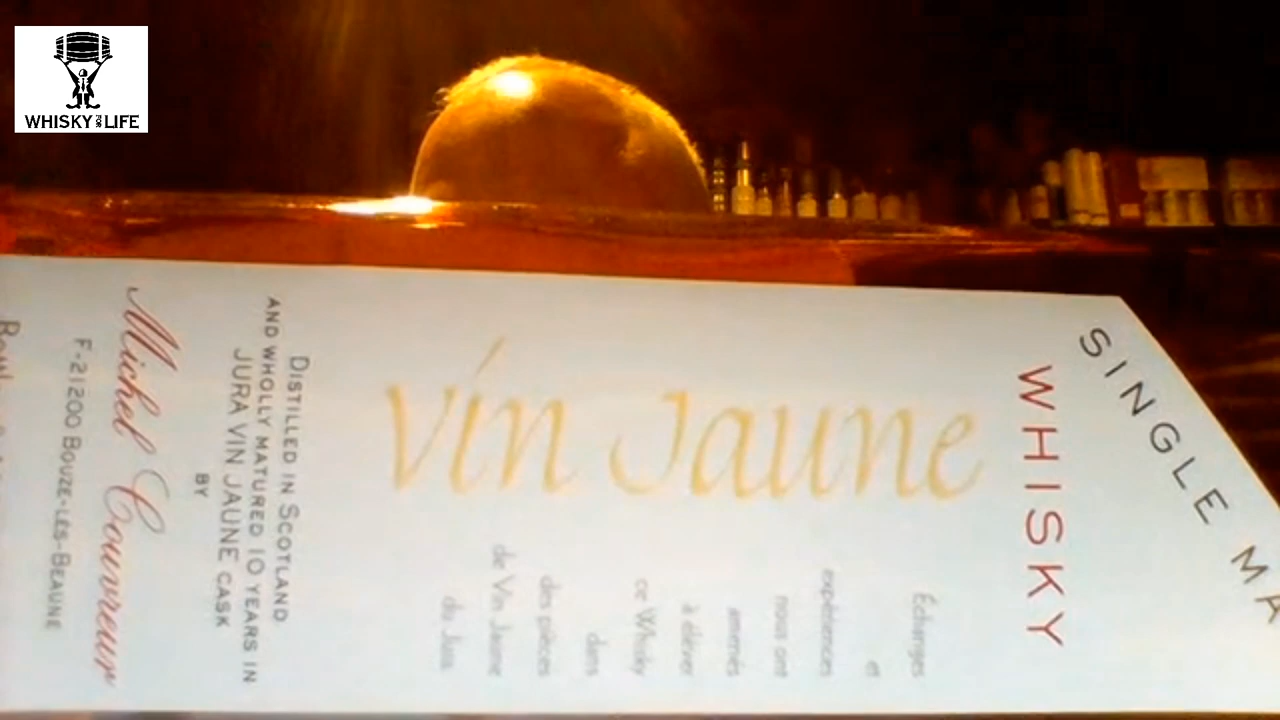 WHISKY FOR LIFE
SINGLE MA
WHISKY
Vin Jaune
Échanges
et
expériences
nous ont
amenés
à élever
ce Whisky
dans
des pièces
de Vin Jaune
du Jura
DISTILLED IN SCOTLAND
AND WHOLLY MATURED 10 YEARS IN
JURA VIN JAUNE CASK
BY
Michel Couvreur
F-21200 BOUZE-LÈS-BEAUNE